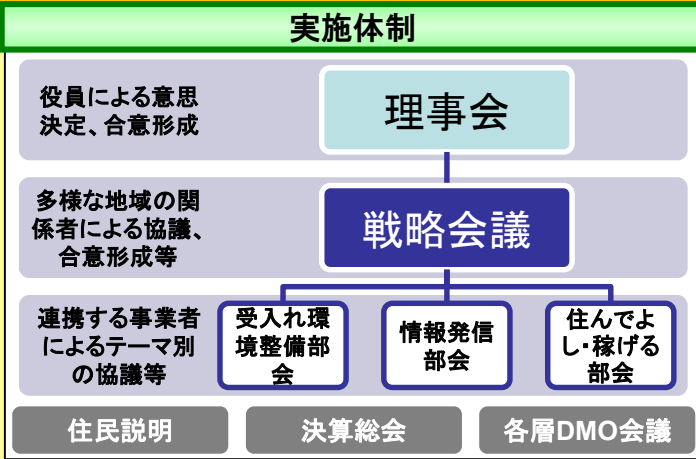 実施体制
役員による意思
決定、合意形成
理事会
多様な地域の関
係者による協議、
合意形成等
戦略会議
連携する事業者
によるテーマ別
の協議等
受入れ環
境整備部
会
情報発信
部会
住んでよ
し・稼げる
部会
住民説明
決算総会
各層DMO会議